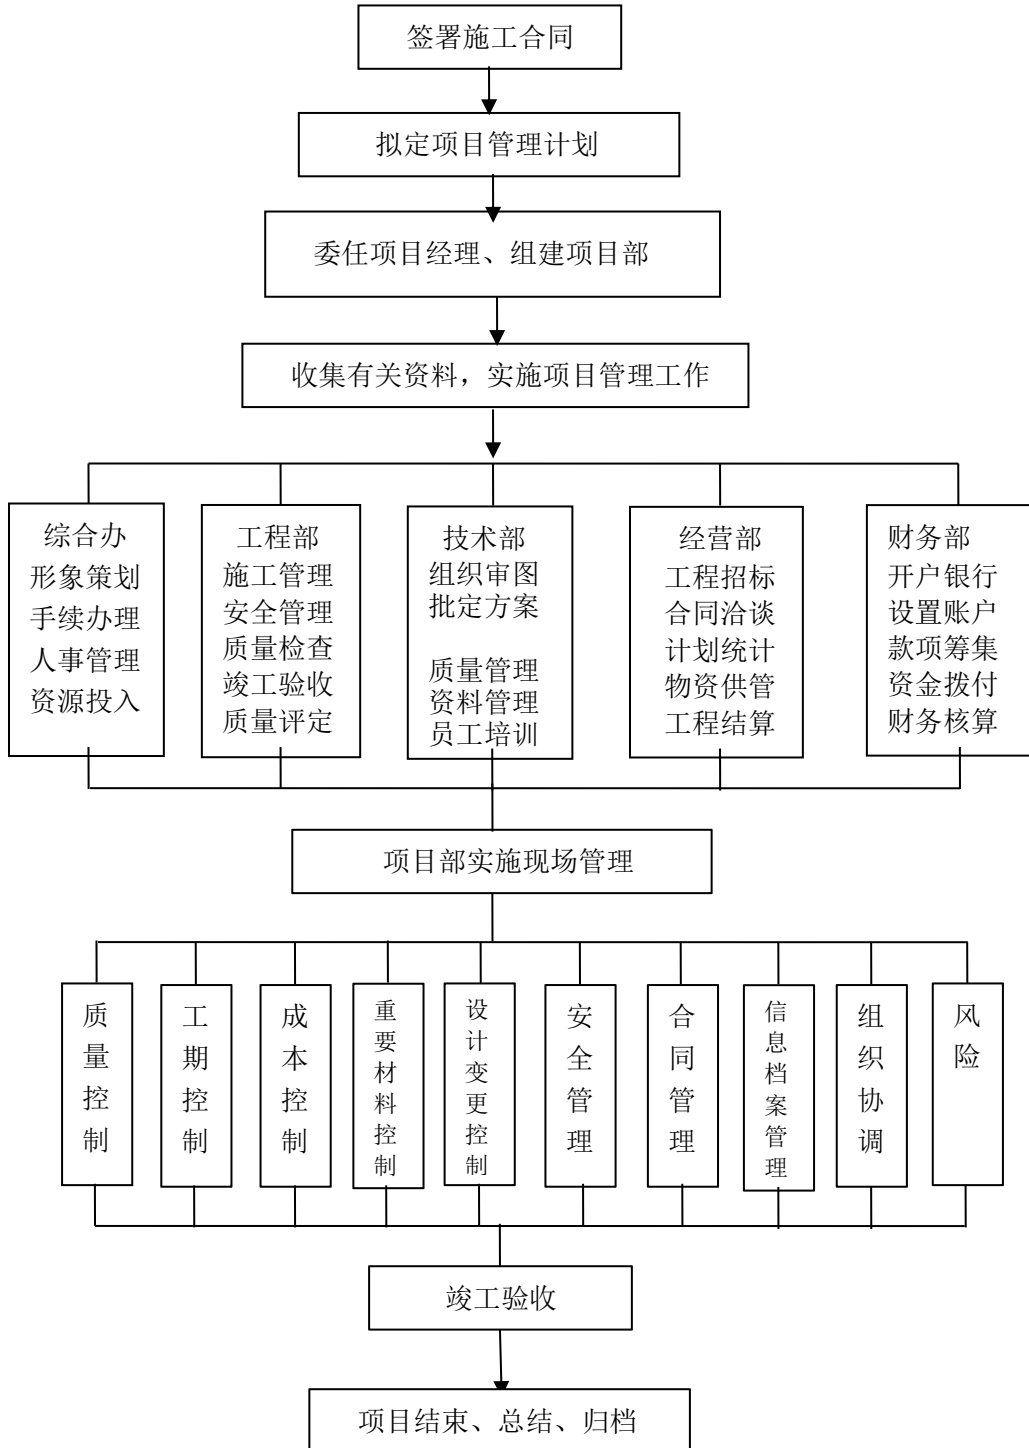 签署施工合同
拟定项目管理计划
委任项目经理、组建项目部
收集有关资料，实施项目管理工作
综合办
形象策划
手续办理
人事管理
资源投入
工程部
施工管理
安全管理
质量检查
竣工验收
质量评定
技术部
组织审图
批定方案
质量管理
资料管理
员工培训
经营部
工程招标
合同洽谈
计划统计
物资供管
工程结算
财务部
开户银行
设置账户
款项筹集
资金拨付
财务核算
项目部实施现场管理
质量控制
工期控制
成本控制
重要材料控制
设计变更控制
安全管理
合同管理
信息档案管理
组织协调
风险
竣工验收
项目结束、总结、归档